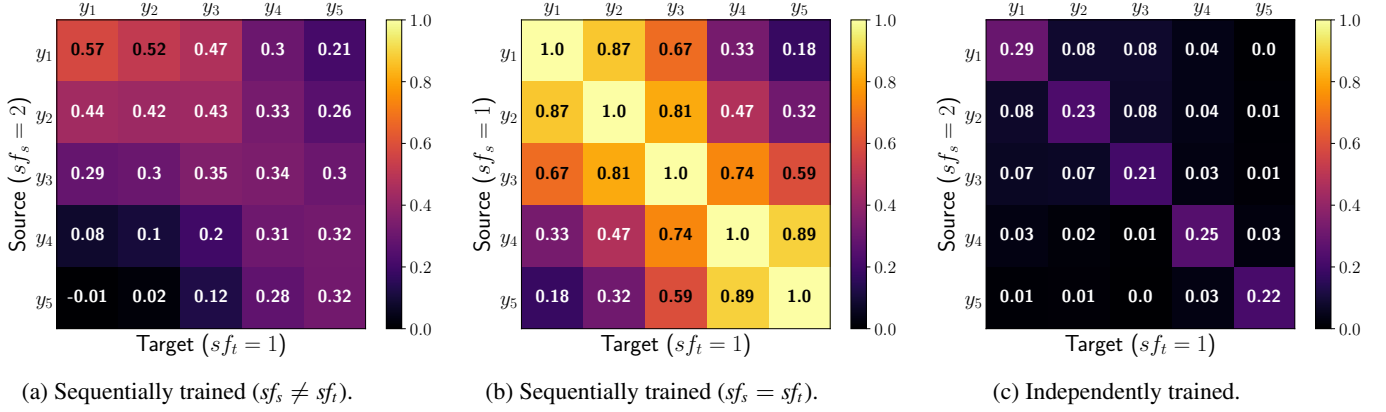 y1 y2 y3 y4 y5
y1 0.57 0.52 0.47 0.3 0.21
y2 0.44 0.42 0.43 0.33 0.26
y3 0.29 0.3 0.35 0.34 0.3
y4 0.08 0.1 0.2 0.31 0.32
y5 -0.01 0.02 0.12 0.28 0.32
Source (sf_s = 2)
Target (sf_t = 1)
1.0
0.8
0.6
0.4
0.2
0.0
(a) Sequentially trained (sf_s ≠ sf_t).
y1 y2 y3 y4 y5
y1 1.0 0.87 0.67 0.33 0.18
y2 0.87 1.0 0.81 0.47 0.32
y3 0.67 0.81 1.0 0.74 0.59
y4 0.33 0.47 0.74 1.0 0.89
y5 0.18 0.32 0.59 0.89 1.0
Source (sf_s = 1)
Target (sf_t = 1)
1.0
0.8
0.6
0.4
0.2
0.0
(b) Sequentially trained (sf_s = sf_t).
y1 y2 y3 y4 y5
y1 0.29 0.08 0.08 0.04 0.0
y2 0.08 0.23 0.08 0.04 0.01
y3 0.07 0.07 0.21 0.03 0.01
y4 0.03 0.02 0.01 0.25 0.03
y5 0.01 0.01 0.0 0.03 0.22
Source (sf_s = 2)
Target (sf_t = 1)
1.0
0.8
0.6
0.4
0.2
0.0
(c) Independently trained.